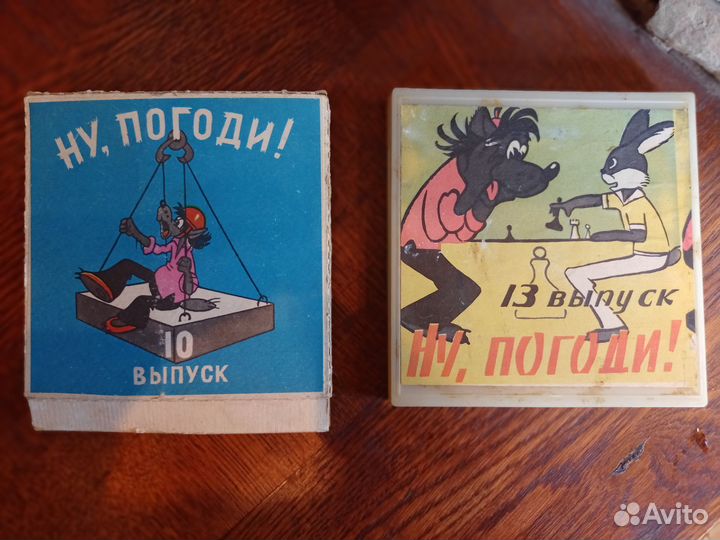 НУ, ПОГОДИ!
10
ВЫПУСК
13 ВЫПУСК
НУ, ПОГОДИ!
Avito